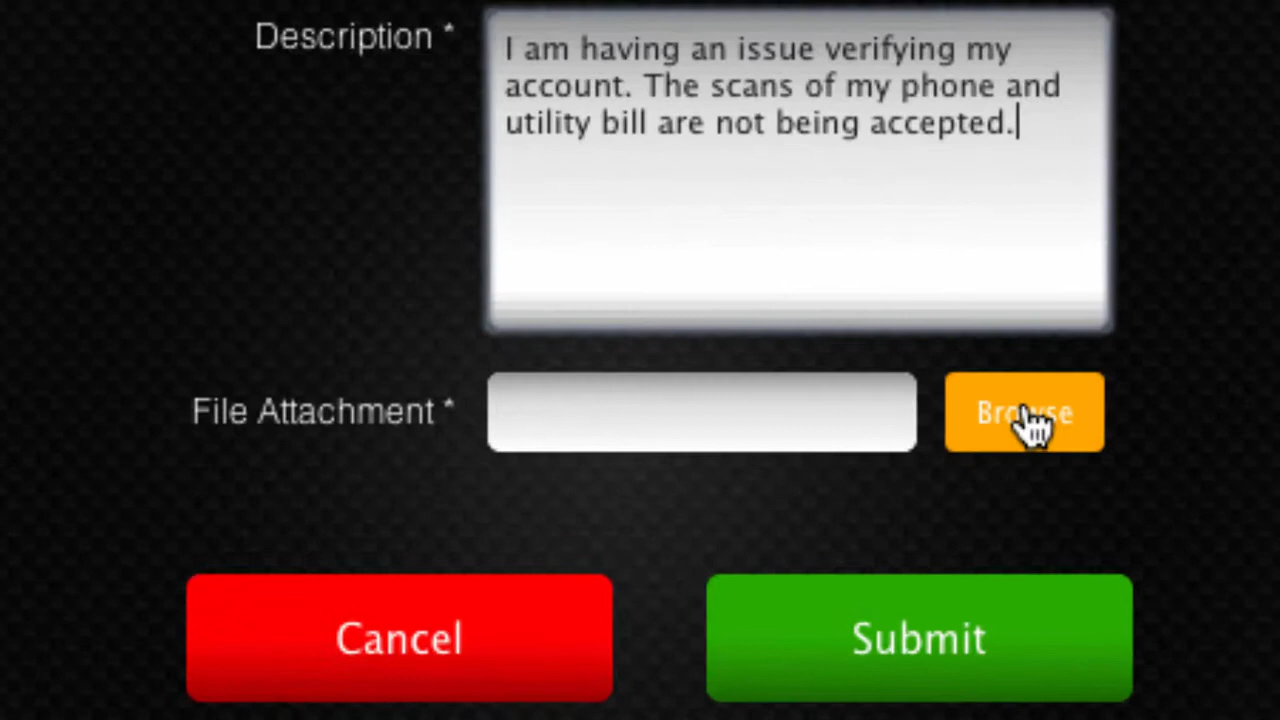 Description *
I am having an issue verifying my
account. The scans of my phone and
utility bill are not being accepted.
File Attachment *
Browse
Cancel
Submit